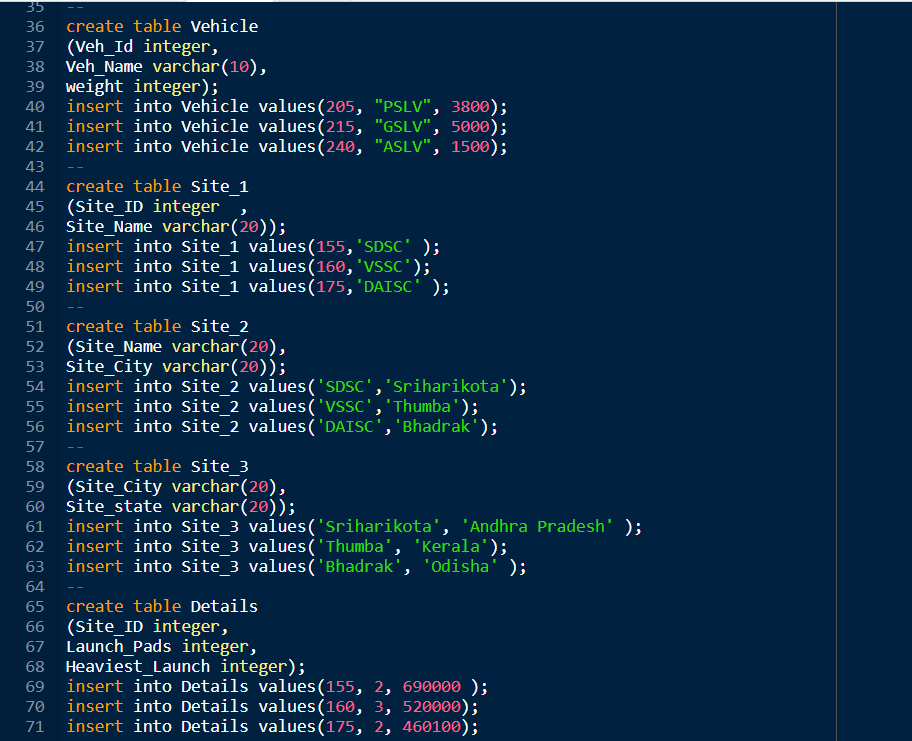 35 --
36 create table Vehicle
37 (Veh_Id integer,
38 Veh_Name varchar(10),
39 weight integer);
40 insert into Vehicle values(205, "PSLV", 3800);
41 insert into Vehicle values(215, "GSLV", 5000);
42 insert into Vehicle values(240, "ASLV", 1500);
43 --
44 create table Site_1
45 (Site_ID integer  ,
46 Site_Name varchar(20));
47 insert into Site_1 values(155,'SDSC' );
48 insert into Site_1 values(160,'VSSC');
49 insert into Site_1 values(175,'DAISC' );
50 --
51 create table Site_2
52 (Site_Name varchar(20),
53 Site_City varchar(20));
54 insert into Site_2 values('SDSC','Sriharikota');
55 insert into Site_2 values('VSSC','Thumba');
56 insert into Site_2 values('DAISC','Bhadrak');
57 --
58 create table Site_3
59 (Site_City varchar(20),
60 Site_state varchar(20));
61 insert into Site_3 values('Sriharikota', 'Andhra Pradesh' );
62 insert into Site_3 values('Thumba', 'Kerala');
63 insert into Site_3 values('Bhadrak', 'Odisha' );
64 --
65 create table Details
66 (Site_ID integer,
67 Launch_Pads integer,
68 Heaviest_Launch integer);
69 insert into Details values(155, 2, 690000 );
70 insert into Details values(160, 3, 520000);
71 insert into Details values(175, 2, 460100);